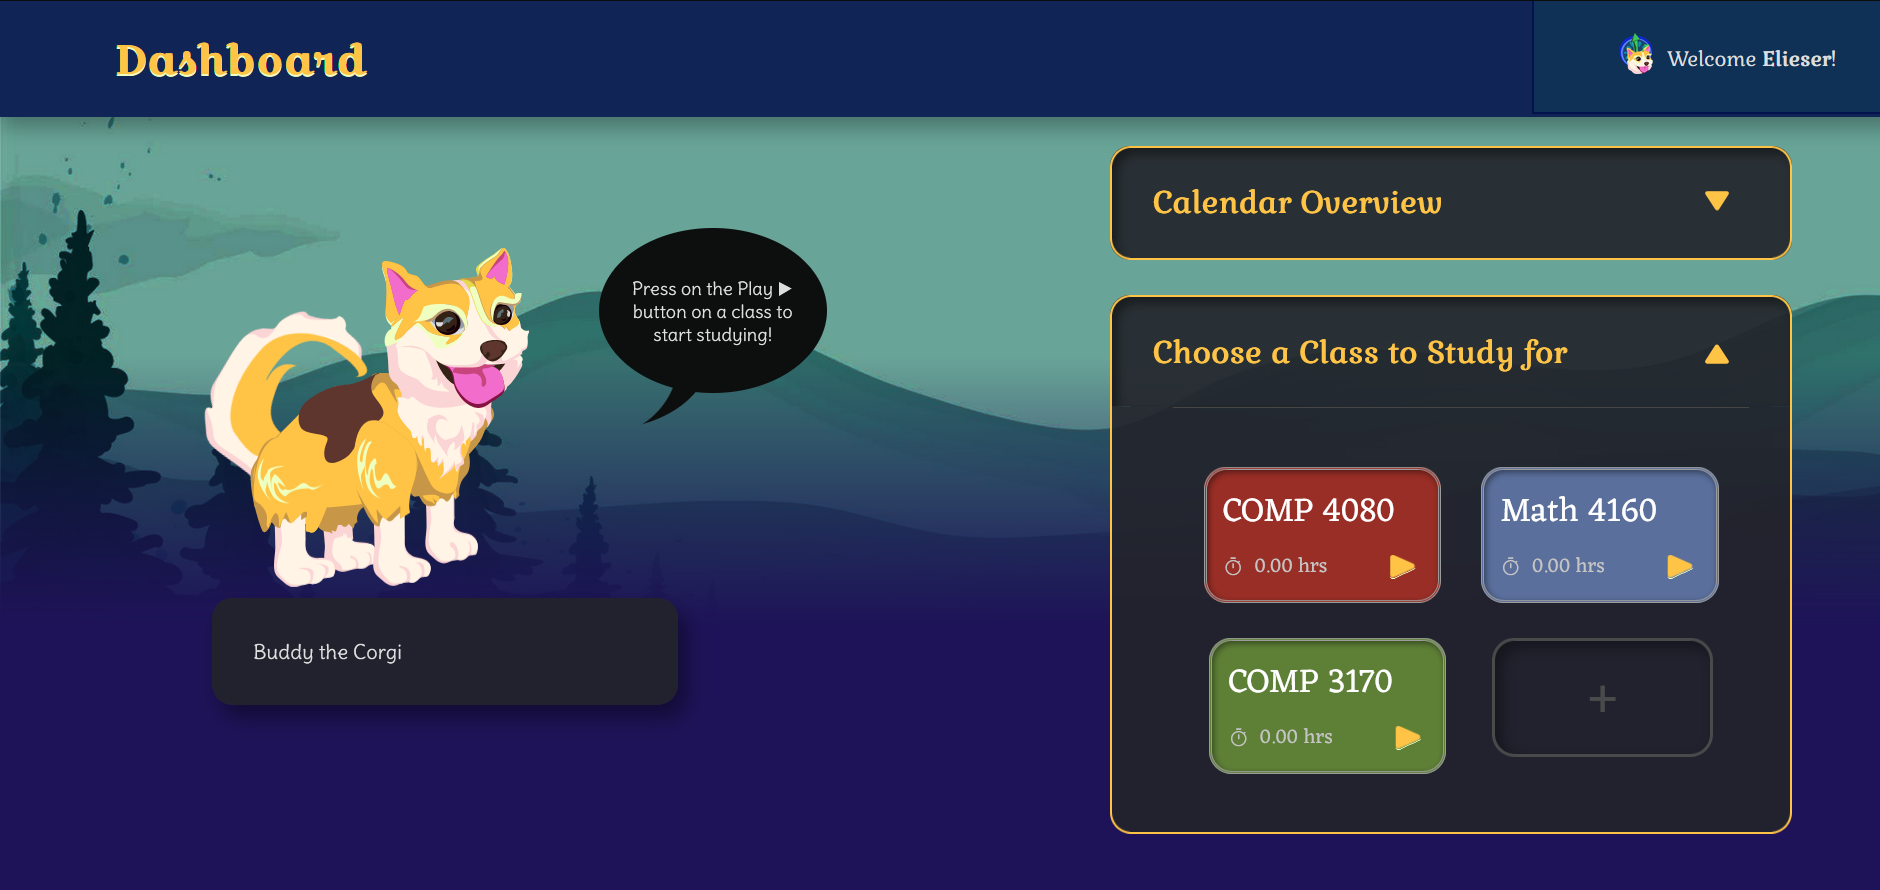 Dashboard
Welcome Elieser!
Press on the Play ▶
button on a class to
start studying!
Buddy the Corgi
Calendar Overview
Choose a Class to Study for
COMP 4080
0.00 hrs
Math 4160
0.00 hrs
COMP 3170
0.00 hrs
+